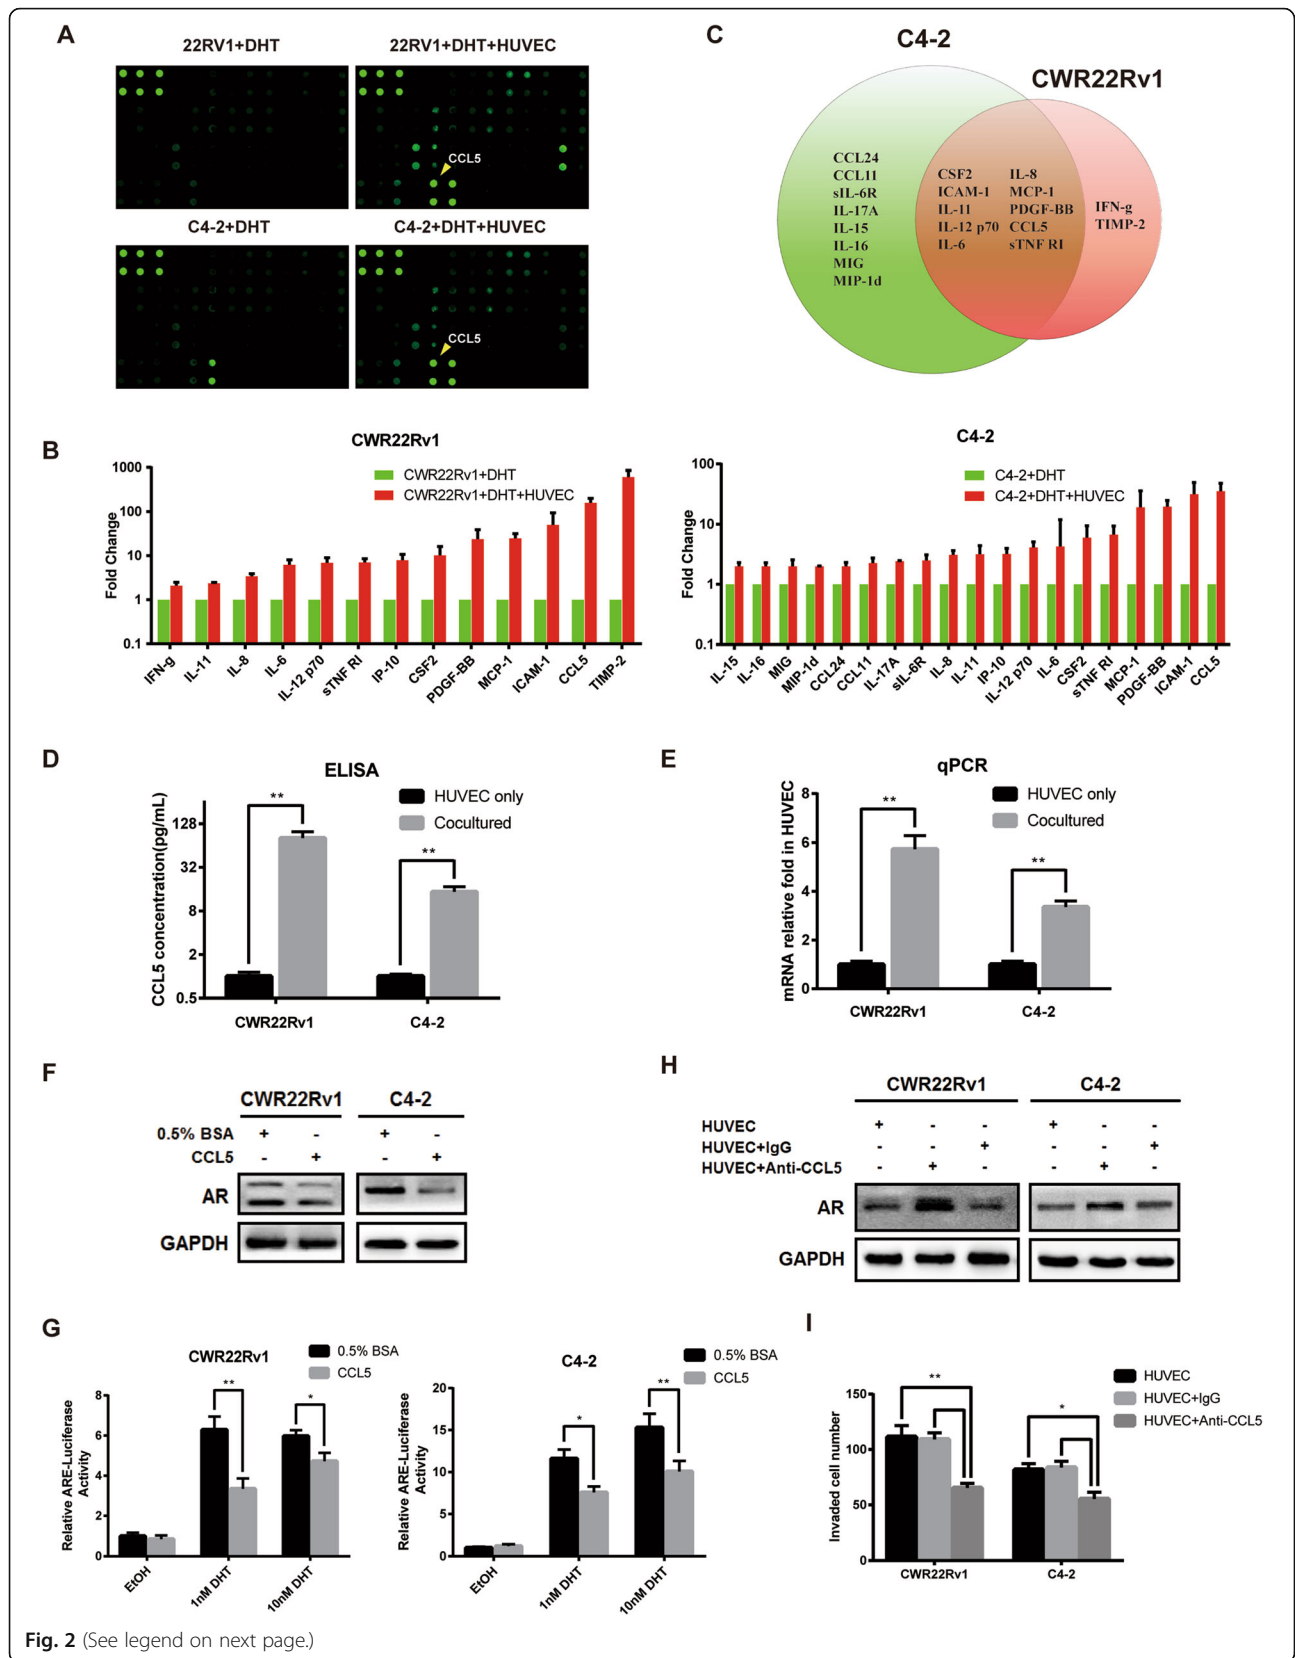 A
22RV1+DHT
22RV1+DHT+HUVEC
CCL5
C4-2+DHT
C4-2+DHT+HUVEC
CCL5
C
C4-2
CWR22Rv1
CCL24
CCL11
sIL-6R
IL-17A
IL-15
IL-16
MIG
MIP-1d
CSF2 IL-8
ICAM-1 MCP-1
IL-11 PDGF-BB
IL-12 p70 CCL5
IL-6 sTNF RI
IFN-g
TIMP-2
B
CWR22Rv1
CWR22Rv1+DHT
CWR22Rv1+DHT+HUVEC
Fold Change
1000
100
10
1
0.1
IFN-g IL-11 IL-8 IL-6 IL-12 p70 sTNF RI IP-10 CSF2 PDGF-BB MCP-1 ICAM-1 CCL5 TIMP-2
C4-2
C4-2+DHT
C4-2+DHT+HUVEC
Fold Change
100
10
1
0.1
IL-15 IL-16 MIG MIP-1d CCL24 CCL11 IL-17A sIL-6R IL-8 IL-11 IP-10 IL-12 p70 IL-6 CSF2 sTNF RI MCP-1 PDGF-BB ICAM-1 CCL5
D
ELISA
HUVEC only
Cocultured
CCL5 concentration(pg/mL)
128
32
8
2
0.5
**
**
CWR22Rv1 C4-2
E
qPCR
HUVEC only
Cocultured
mRNA relative fold in HUVEC
8
6
4
2
0
**
**
CWR22Rv1 C4-2
F
CWR22Rv1 C4-2
0.5% BSA + - + -
CCL5 - + - +
AR
GAPDH
H
CWR22Rv1 C4-2
HUVEC + - - + - -
HUVEC+IgG - - + - - +
HUVEC+Anti-CCL5 - + - - + -
AR
GAPDH
G
CWR22Rv1
0.5% BSA
CCL5
Relative ARE-Luciferase
Activity
8
6
4
2
0
**
*
EtOH 1nM DHT 10nM DHT
C4-2
0.5% BSA
CCL5
Relative ARE-Luciferase
Activity
20
15
10
5
0
*
**
EtOH 1nM DHT 10nM DHT
I
HUVEC
HUVEC+IgG
HUVEC+Anti-CCL5
Invaded cell number
150
100
50
0
**
*
CWR22Rv1 C4-2
Fig. 2 (See legend on next page.)